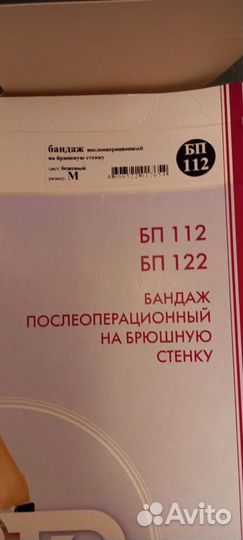 бандаж послеоперационный
на брюшную стенку
цвет: бежевый
размер: M
БП
112
БП 112
БП 122
БАНДАЖ
ПОСЛЕОПЕРАЦИОННЫЙ
НА БРЮШНУЮ
СТЕНКУ
Avito